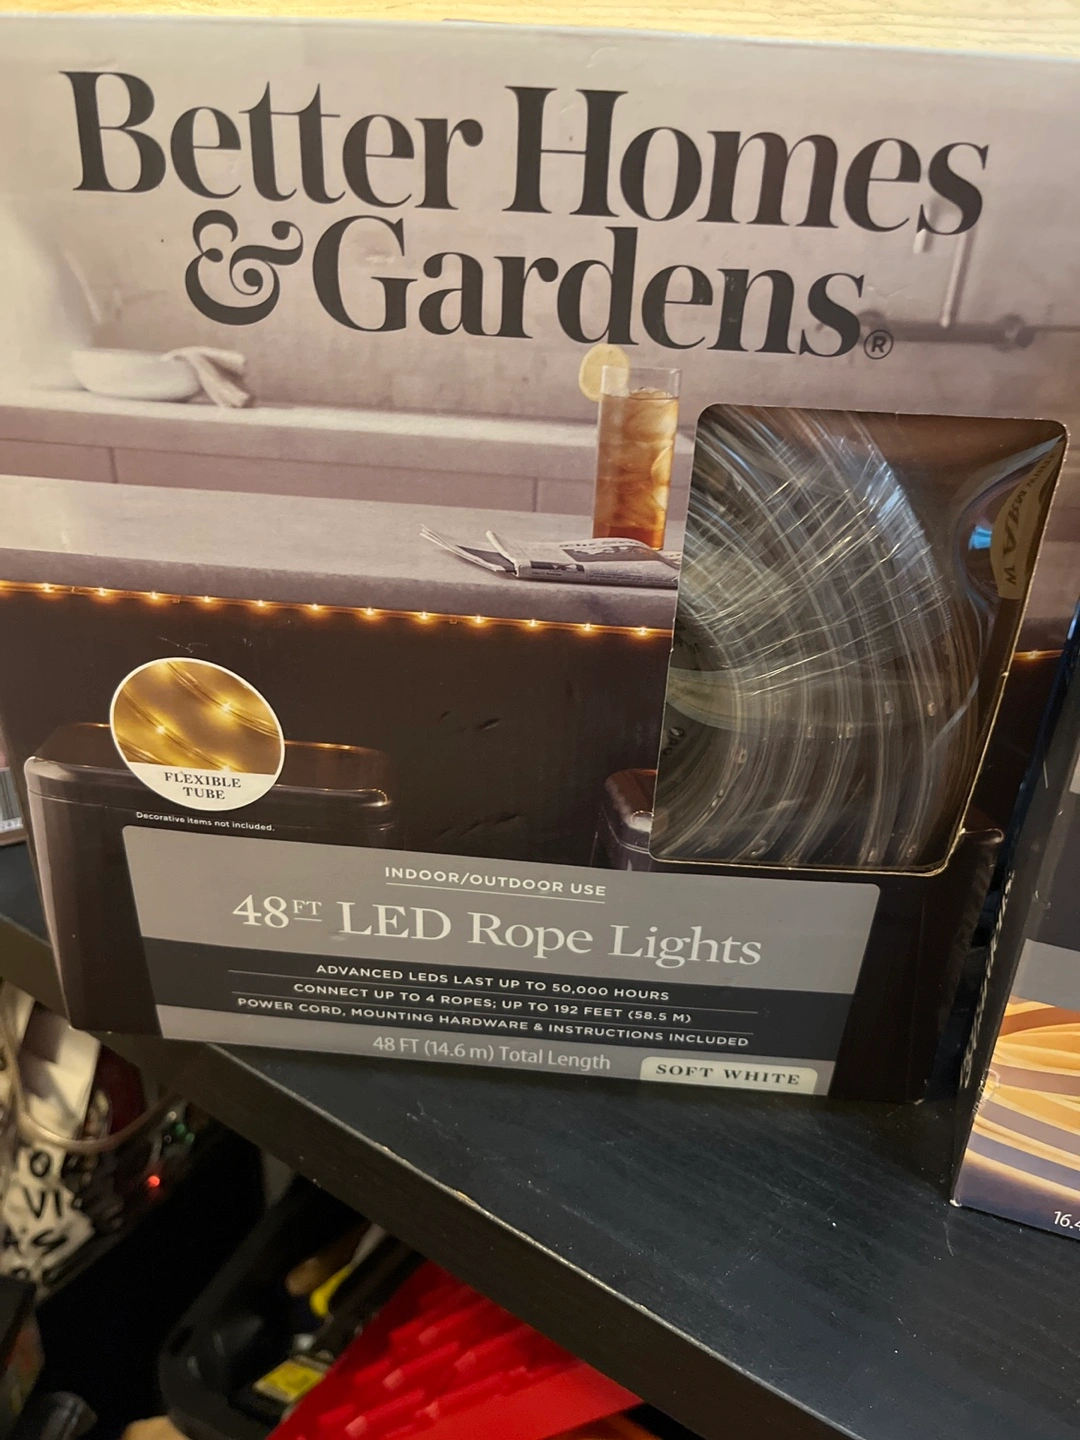 Better Homes
& Gardens®
FLEXIBLE
TUBE
Decorative items not included.
INDOOR/OUTDOOR USE
48FT LED Rope Lights
ADVANCED LEDS LAST UP TO 50,000 HOURS
CONNECT UP TO 4 ROPES; UP TO 192 FEET (58.5 M)
POWER CORD, MOUNTING HARDWARE & INSTRUCTIONS INCLUDED
48 FT (14.6 m) Total Length
SOFT WHITE
16.4